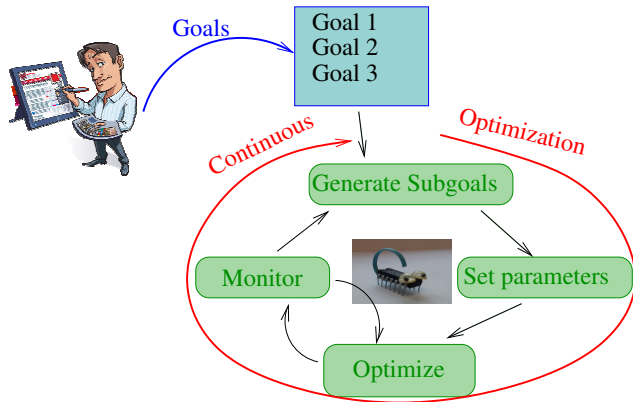 Goals
Goal 1
Goal 2
Goal 3
Continuous
Optimization
Generate Subgoals
Monitor
Set parameters
Optimize